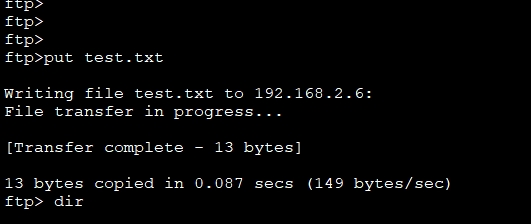 ftp>
ftp>
ftp>
ftp>put test.txt
Writing file test.txt to 192.168.2.6:
File transfer in progress...
[Transfer complete - 13 bytes]
13 bytes copied in 0.087 secs (149 bytes/sec)
ftp> dir